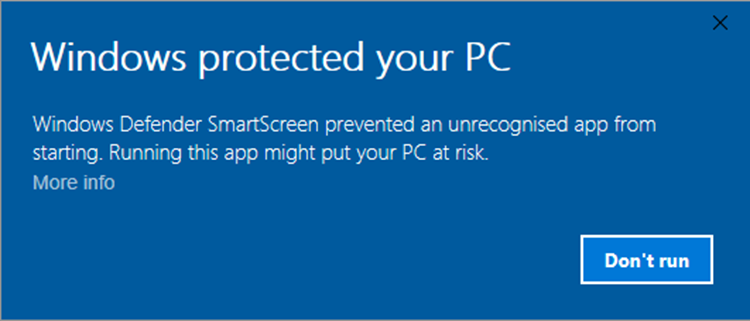 Windows protected your PC
Windows Defender SmartScreen prevented an unrecognised app from
starting. Running this app might put your PC at risk.
More info
Don't run